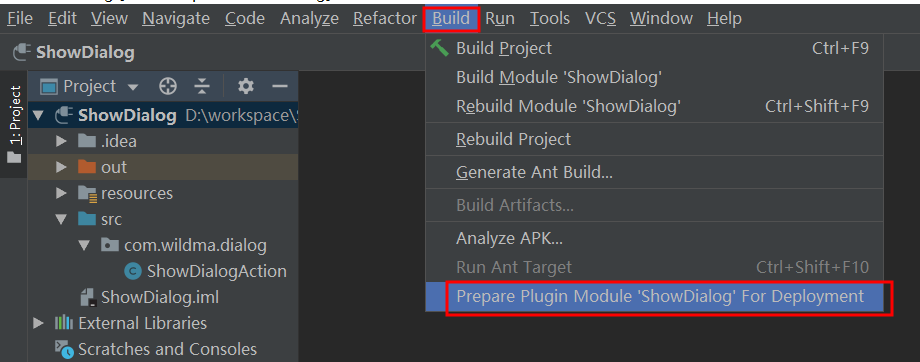 File Edit View Navigate Code Analyze Refactor Build Run Tools VCS Window Help
ShowDialog
1: Project
Project
ShowDialog D:\workspace\
.idea
out
resources
src
com.wildma.dialog
ShowDialogAction
ShowDialog.iml
External Libraries
Scratches and Consoles
Build Project Ctrl+F9
Build Module 'ShowDialog'
Rebuild Module 'ShowDialog' Ctrl+Shift+F9
Rebuild Project
Generate Ant Build...
Build Artifacts...
Analyze APK...
Run Ant Target Ctrl+Shift+F10
Prepare Plugin Module 'ShowDialog' For Deployment